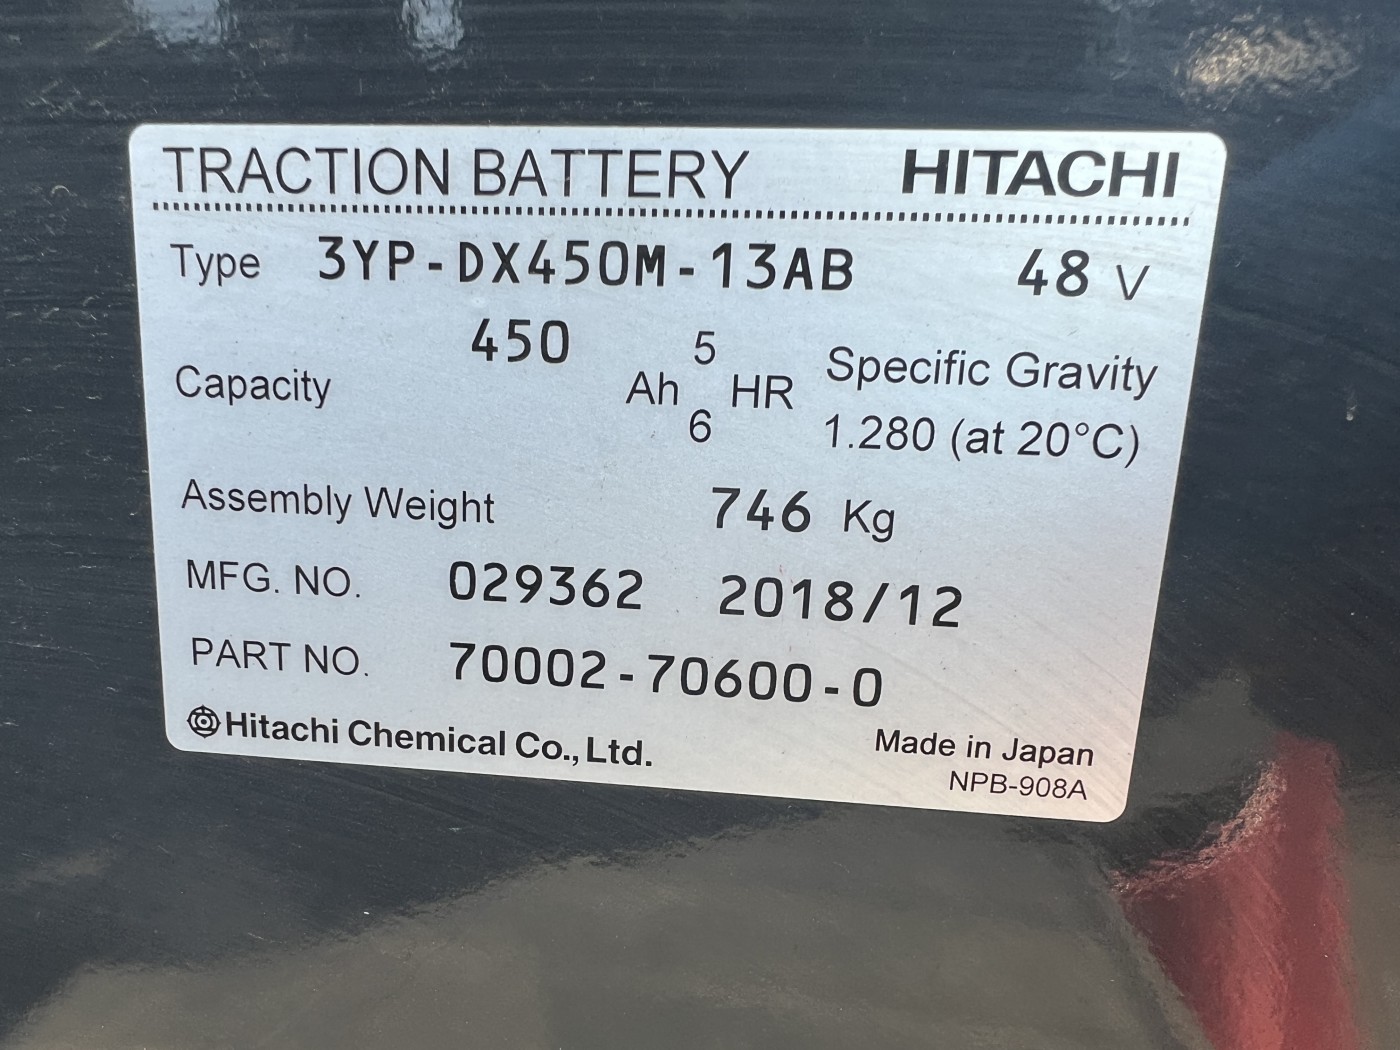 TRACTION BATTERY HITACHI
Type 3YP-DX450M-13AB 48 V
450 5
Capacity Ah HR Specific Gravity
6 1.280 (at 20°C)
Assembly Weight 746 Kg
MFG. NO. 029362 2018/12
PART NO. 70002-70600-0
Hitachi Chemical Co., Ltd. Made in Japan
NPB-908A